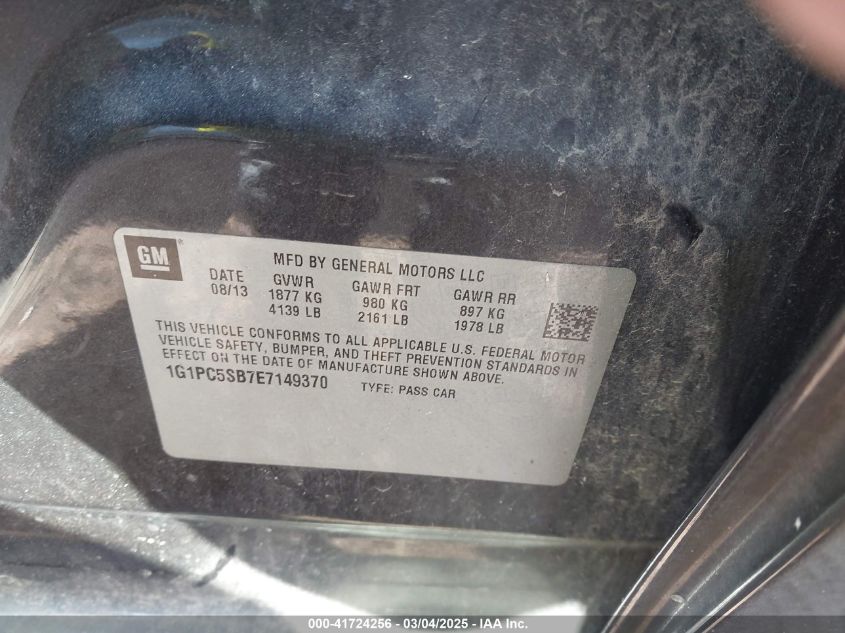 GM
MFD BY GENERAL MOTORS LLC
DATE GVWR GAWR FRT GAWR RR
08/13 1877 KG 980 KG 897 KG
4139 LB 2161 LB 1978 LB
THIS VEHICLE CONFORMS TO ALL APPLICABLE U.S. FEDERAL MOTOR
VEHICLE SAFETY, BUMPER, AND THEFT PREVENTION STANDARDS IN
EFFECT ON THE DATE OF MANUFACTURE SHOWN ABOVE.
1G1PC5SB7E7149370 TYPE: PASS CAR
000-41724256 - 03/04/2025 - IAA Inc.